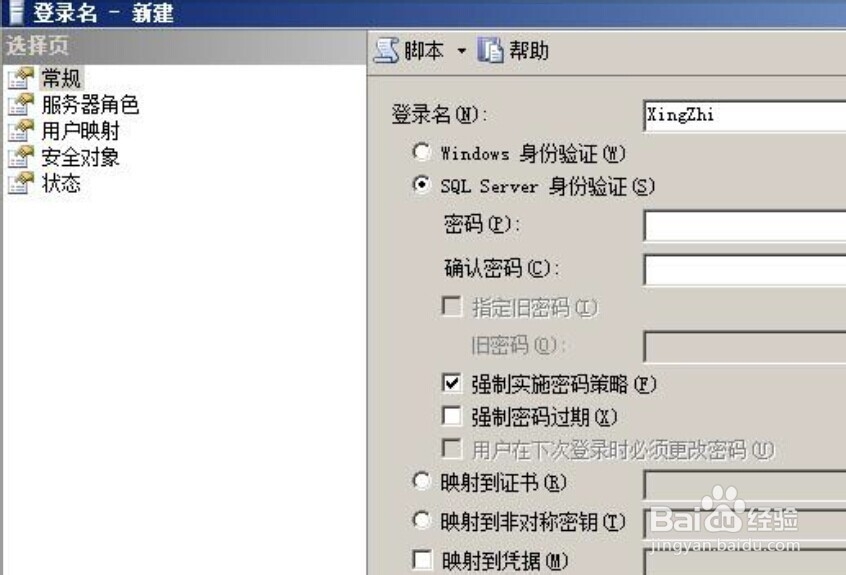 登录名 - 新建
选择页
常规
服务器角色
用户映射
安全对象
状态
脚本 帮助
登录名(N): XingZhi
Windows 身份验证(W)
SQL Server 身份验证(S)
密码(P):
确认密码(C):
指定旧密码(I)
旧密码(O):
强制实施密码策略(F)
强制密码过期(X)
用户在下次登录时必须更改密码(U)
映射到证书(R)
映射到非对称密钥(T)
映射到凭据(M)
Baidu 经验
jingyan.baidu.com